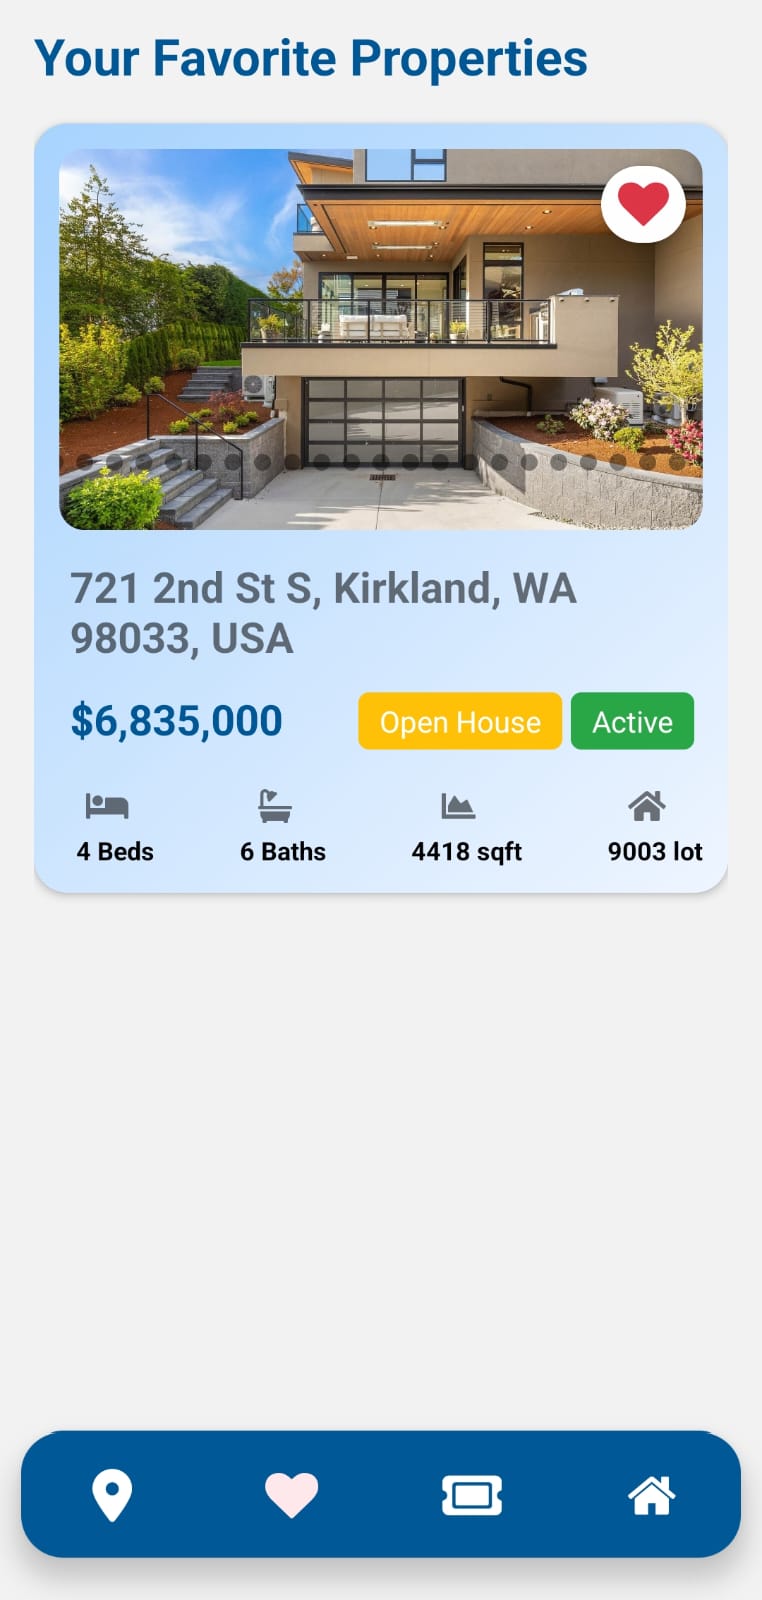 Your Favorite Properties
721 2nd St S, Kirkland, WA
98033, USA
$6,835,000
Open House
Active
4 Beds
6 Baths
4418 sqft
9003 lot